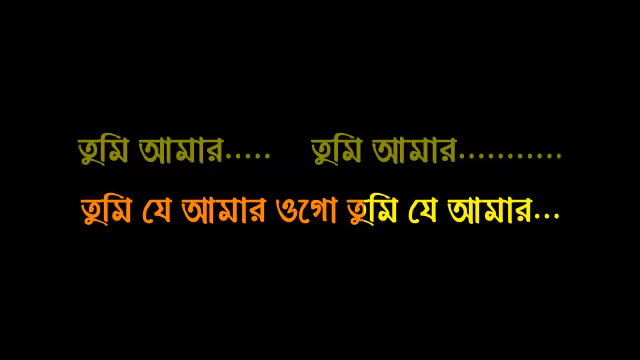 তুমি আমার..... তুমি আমার...........
তুমি যে আমার ওগো তুমি যে আমার...